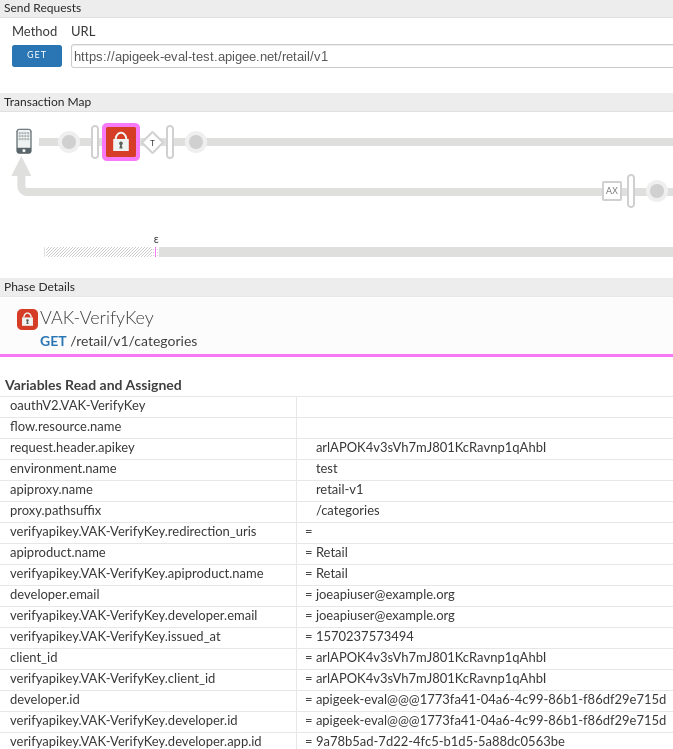 Send Requests
Method URL
GET https://apigeek-eval-test.apigee.net/retail/v1
Transaction Map
T
AX
ε
Phase Details
VAK-VerifyKey
GET /retail/v1/categories
Variables Read and Assigned
oauthV2.VAK-VerifyKey
flow.resource.name
request.header.apikey arlAPOK4v3sVh7mJ801KcRavnp1qAhbl
environment.name test
apiproxy.name retail-v1
proxy.pathsuffix /categories
verifyapikey.VAK-VerifyKey.redirection_uris =
apiproduct.name = Retail
verifyapikey.VAK-VerifyKey.apiproduct.name = Retail
developer.email = joeapiuser@example.org
verifyapikey.VAK-VerifyKey.developer.email = joeapiuser@example.org
verifyapikey.VAK-VerifyKey.issued_at = 1570237573494
client_id = arlAPOK4v3sVh7mJ801KcRavnp1qAhbl
verifyapikey.VAK-VerifyKey.client_id = arlAPOK4v3sVh7mJ801KcRavnp1qAhbl
developer.id = apigeek-eval@@@1773fa41-04a6-4c99-86b1-f86df29e715d
verifyapikey.VAK-VerifyKey.developer.id = apigeek-eval@@@1773fa41-04a6-4c99-86b1-f86df29e715d
verifyapikey.VAK-VerifyKey.developer.app.id = 9a78b5ad-7d22-4fc5-b1d5-5a88dc0563be